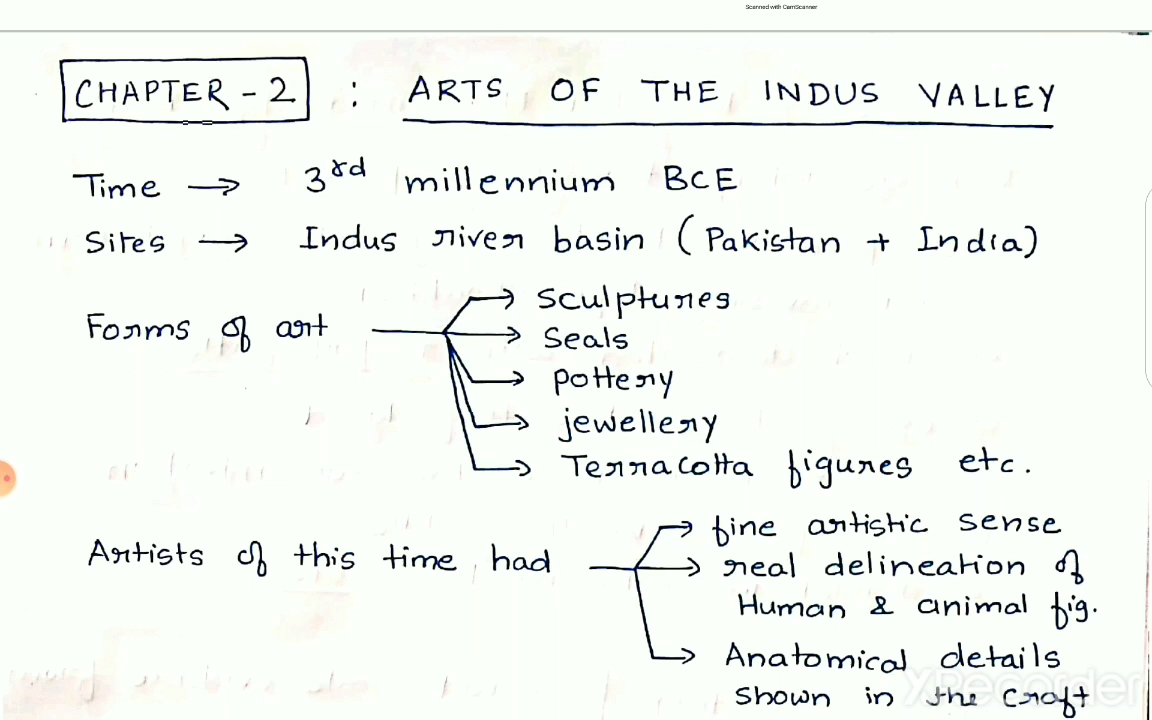 Scanned with CamScanner
CHAPTER - 2 : ARTS OF THE INDUS VALLEY
Time → 3rd millennium BCE
Sites → Indus river basin (Pakistan + India)
Forms of art → Sculptures
→ Seals
→ pottery
→ jewellery
→ Terracotta figures etc.
Artists of this time had → fine artistic sense
→ real delineation of
Human & animal fig.
→ Anatomical details
shown in the craft
XRecorder